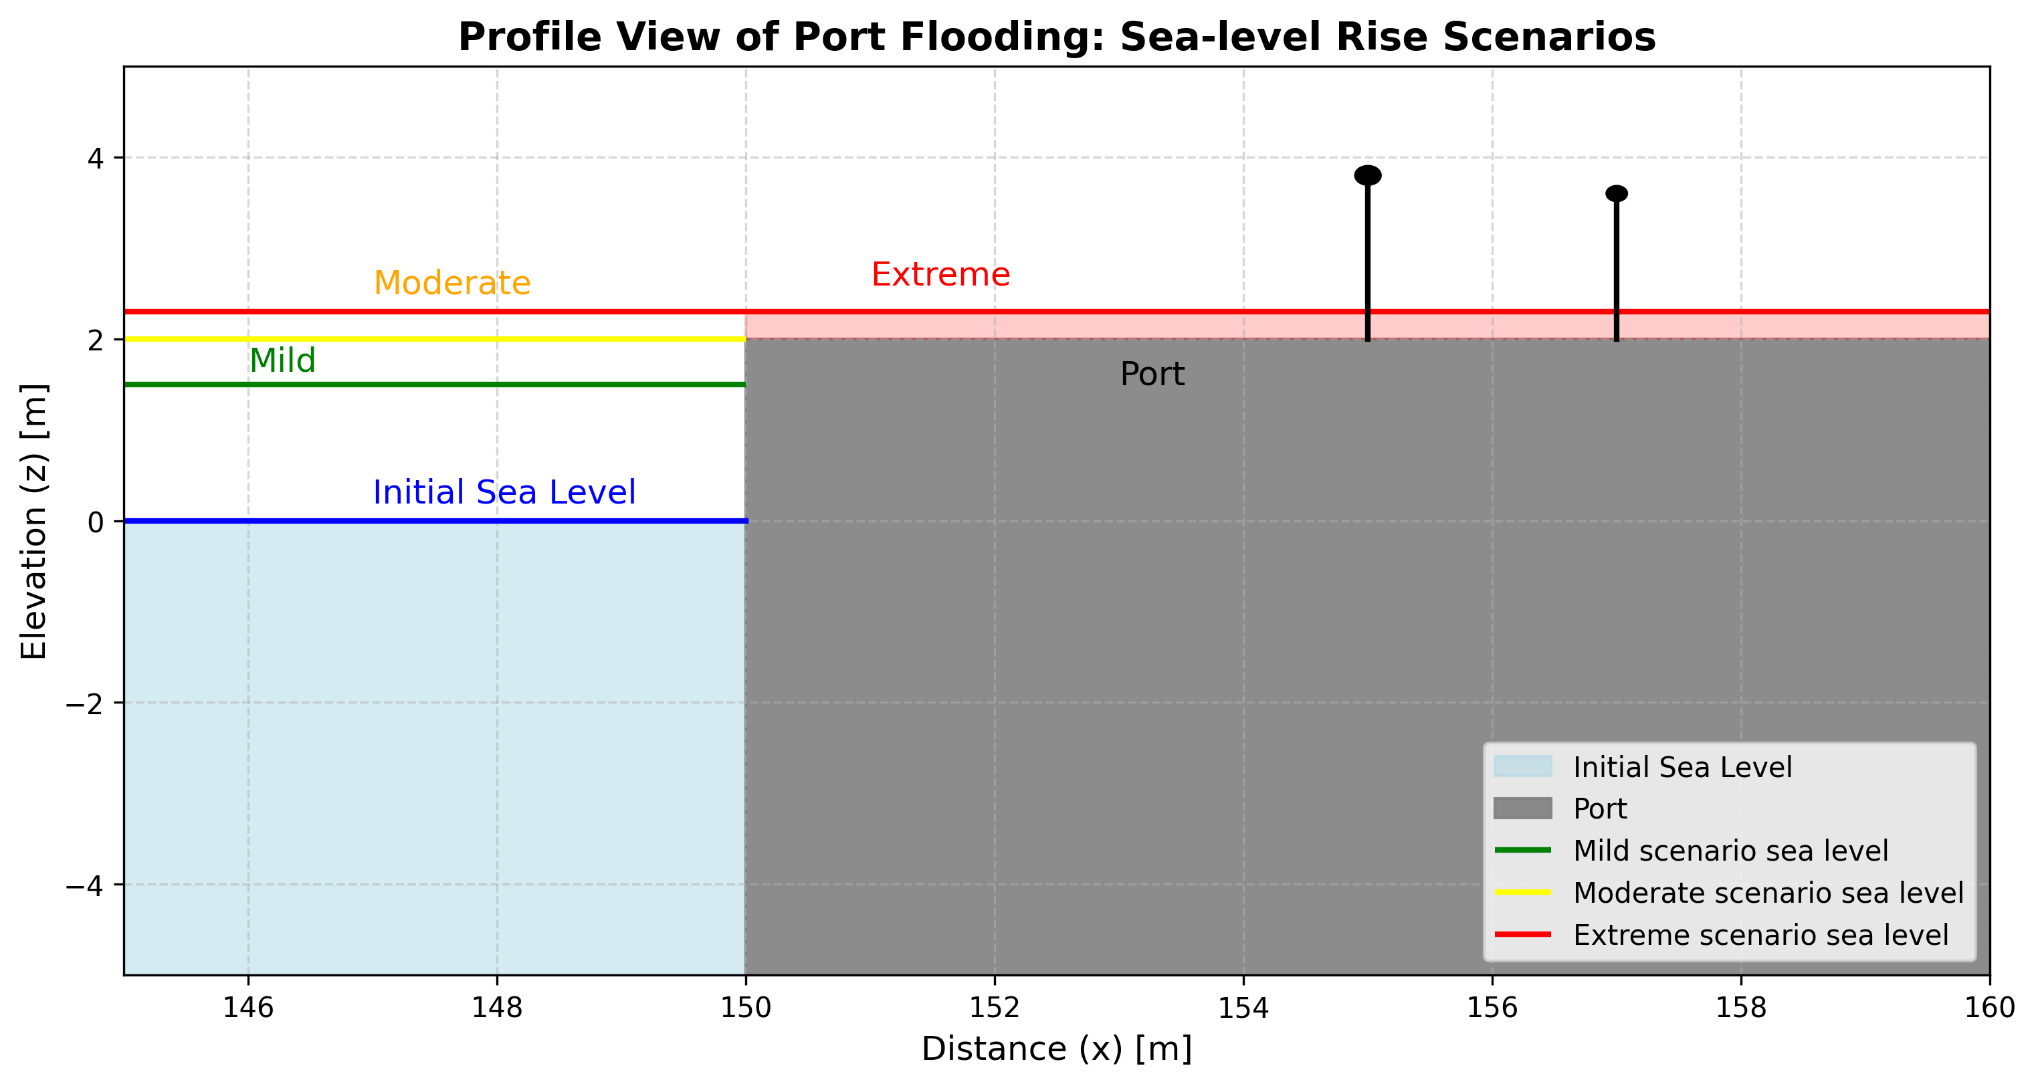 Profile View of Port Flooding: Sea-level Rise Scenarios
Elevation (z) [m]
4
2
0
−2
−4
Moderate
Extreme
Mild
Port
Initial Sea Level
Initial Sea Level
Port
Mild scenario sea level
Moderate scenario sea level
Extreme scenario sea level
146 148 150 152 154 156 158 160
Distance (x) [m]